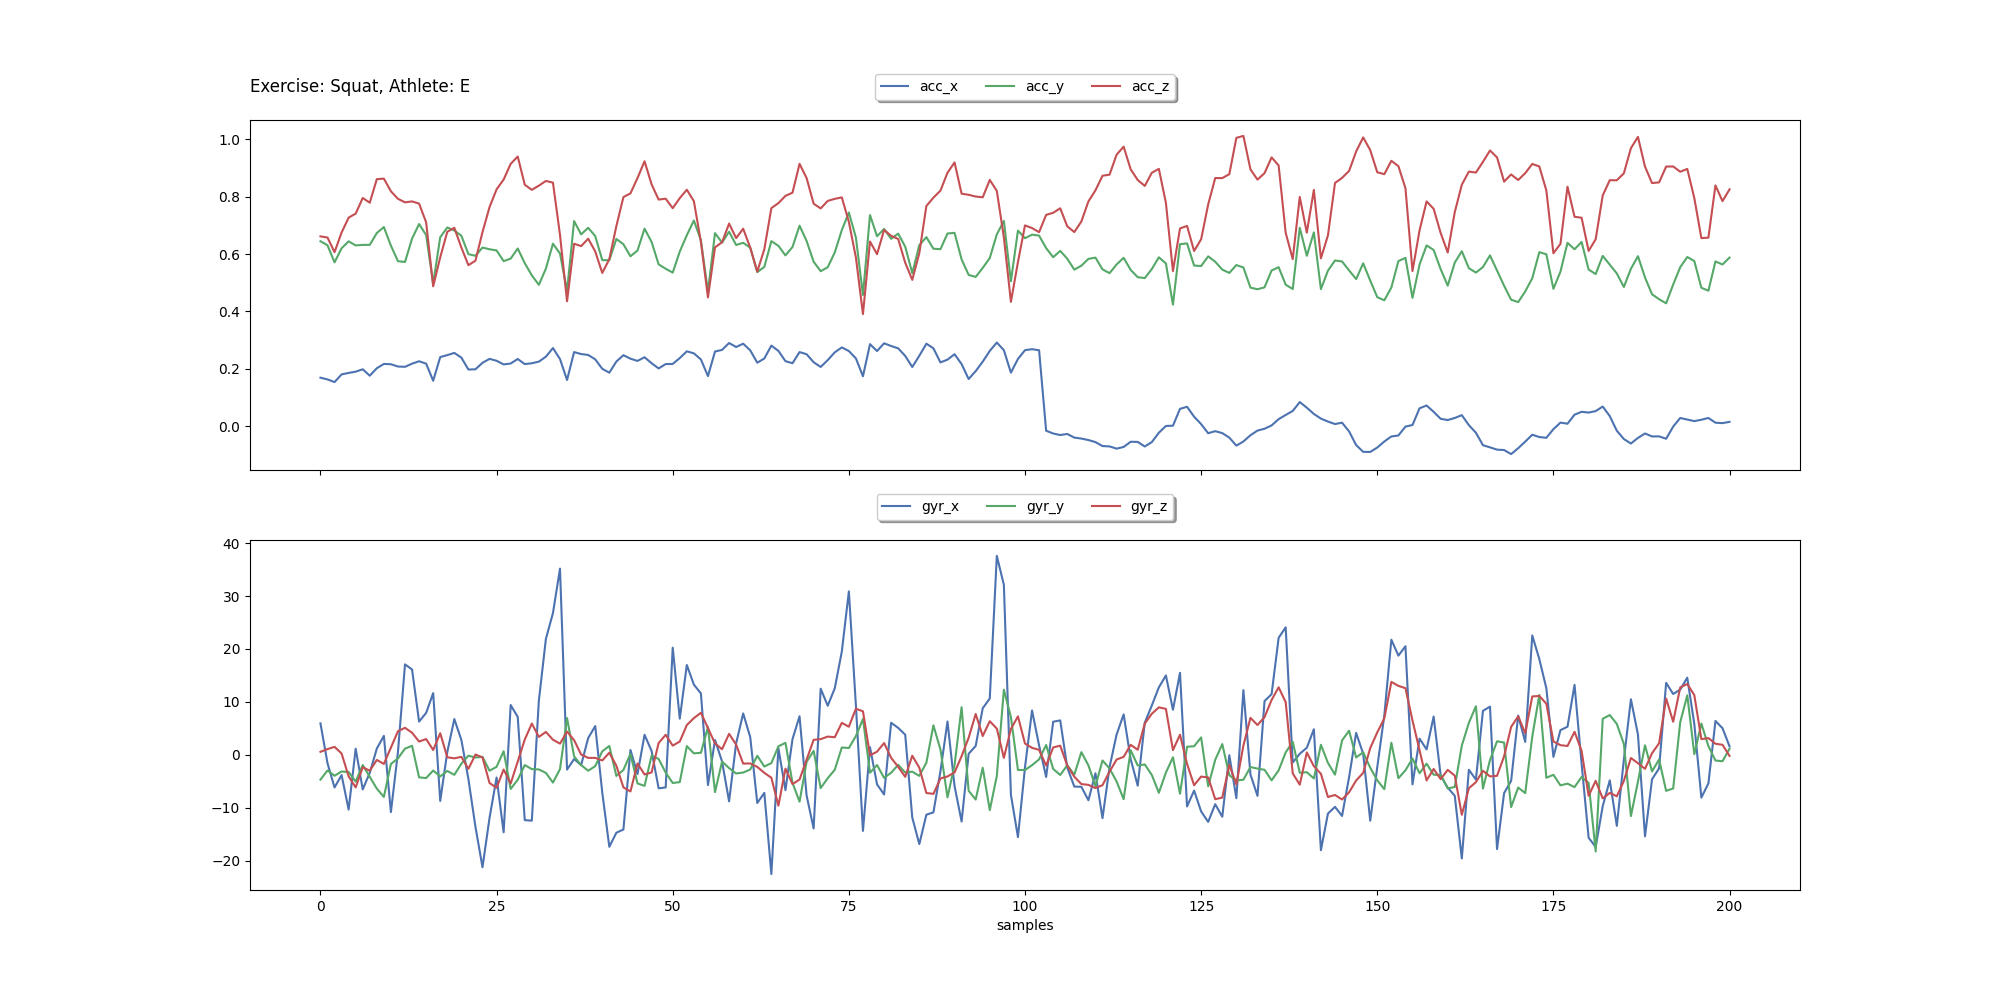 Exercise: Squat, Athlete: E
acc_x acc_y acc_z
1.0
0.8
0.6
0.4
0.2
0.0
gyr_x gyr_y gyr_z
40
30
20
10
0
−10
−20
0 25 50 75 100 125 150 175 200
samples